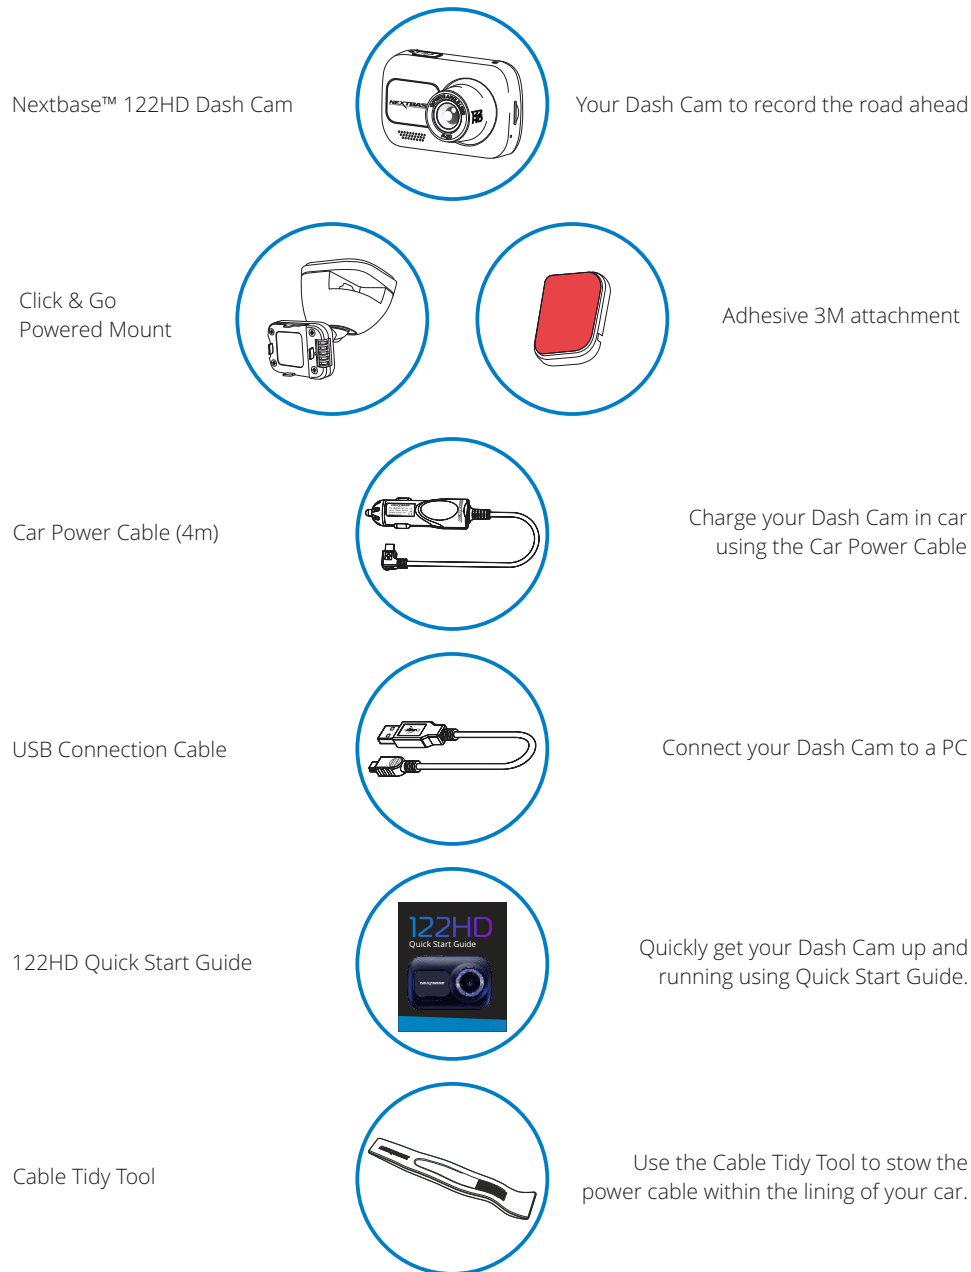 Nextbase™ 122HD Dash Cam
NEXTBASE
Your Dash Cam to record the road ahead
Click & Go
Powered Mount
Adhesive 3M attachment
Car Power Cable (4m)
Charge your Dash Cam in car
using the Car Power Cable
USB Connection Cable
Connect your Dash Cam to a PC
122HD Quick Start Guide
122HD
Quick Start Guide
NEXTBASE
Quickly get your Dash Cam up and
running using Quick Start Guide.
Cable Tidy Tool
Use the Cable Tidy Tool to stow the
power cable within the lining of your car.